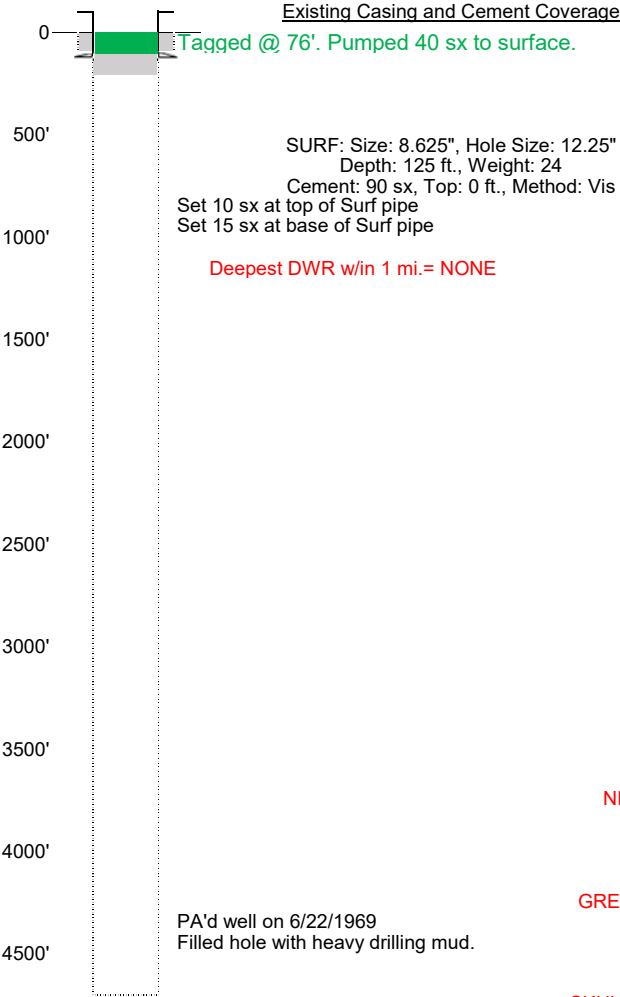 Existing Casing and Cement Coverage
0
Tagged @ 76'. Pumped 40 sx to surface.
500'
SURF: Size: 8.625", Hole Size: 12.25"
Depth: 125 ft., Weight: 24
Cement: 90 sx, Top: 0 ft., Method: Vis
Set 10 sx at top of Surf pipe
Set 15 sx at base of Surf pipe
1000'
Deepest DWR w/in 1 mi.= NONE
1500'
2000'
2500'
3000'
3500'
4000'
GRE
PA'd well on 6/22/1969
Filled hole with heavy drilling mud.
4500'